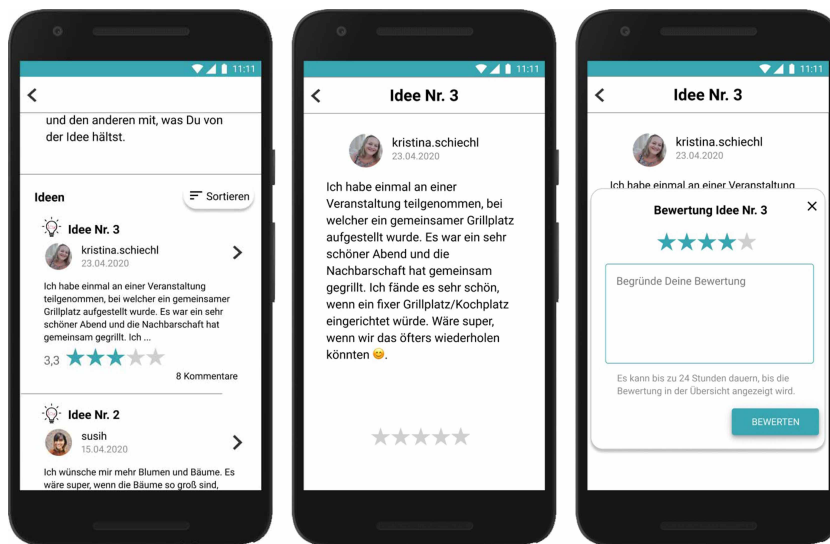 11:11
und den anderen mit, was Du von
der Idee hältst.
Ideen
Sortieren
Idee Nr. 3
kristina.schiechl
23.04.2020
Ich habe einmal an einer Veranstaltung
teilgenommen, bei welcher ein gemeinsamer
Grillplatz aufgestellt wurde. Es war ein sehr
schöner Abend und die Nachbarschaft hat
gemeinsam gegrillt. Ich ...
3,3
8 Kommentare
Idee Nr. 2
susih
15.04.2020
Ich wünsche mir mehr Blumen und Bäume. Es
wäre super, wenn die Bäume so groß sind,
11:11
Idee Nr. 3
kristina.schiechl
23.04.2020
Ich habe einmal an einer
Veranstaltung teilgenommen, bei
welcher ein gemeinsamer Grillplatz
aufgestellt wurde. Es war ein sehr
schöner Abend und die
Nachbarschaft hat gemeinsam
gegrillt. Ich fände es sehr schön,
wenn ein fixer Grillplatz/Kochplatz
eingerichtet würde. Wäre super,
wenn wir das öfters wiederholen
könnten 😊.
11:11
Idee Nr. 3
kristina.schiechl
23.04.2020
Ich habe einmal an einer Veranstaltung
Bewertung Idee Nr. 3
Begründe Deine Bewertung
Es kann bis zu 24 Stunden dauern, bis die
Bewertung in der Übersicht angezeigt wird.
BEWERTEN